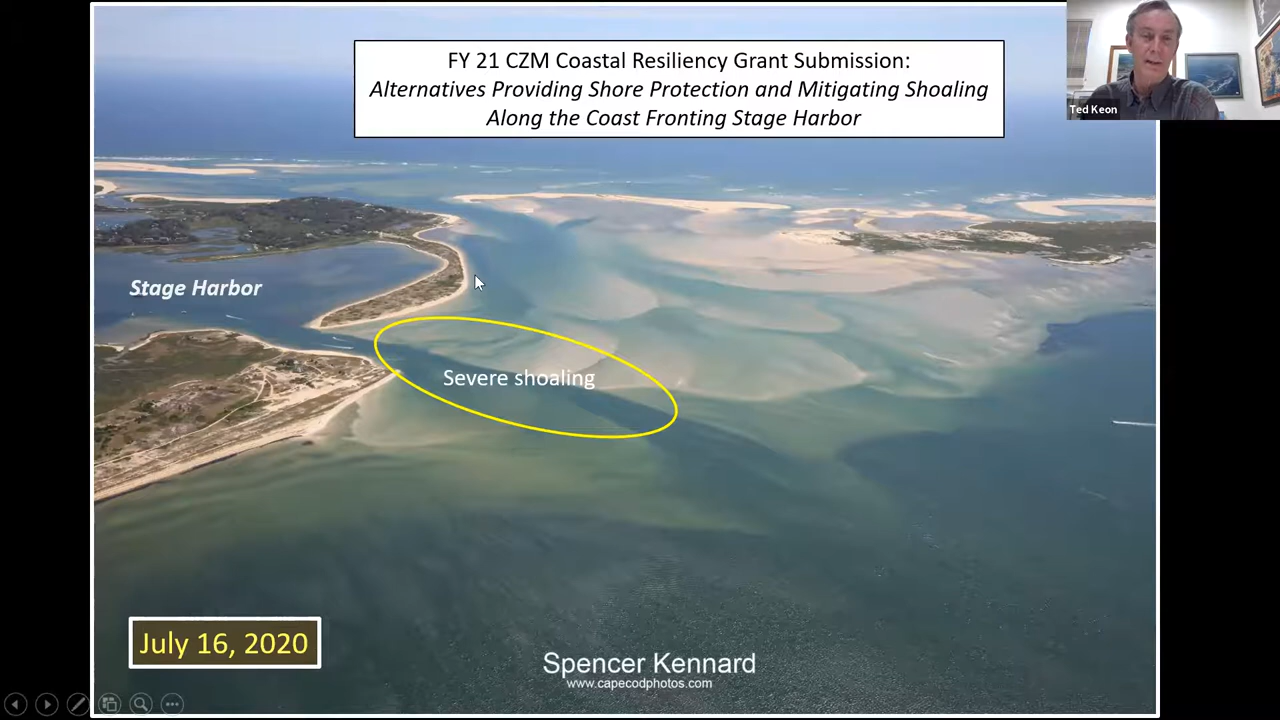 FY 21 CZM Coastal Resiliency Grant Submission:
Alternatives Providing Shore Protection and Mitigating Shoaling
Along the Coast Fronting Stage Harbor
Ted Keon
Stage Harbor
Severe shoaling
July 16, 2020
Spencer Kennard
www.capecodphotos.com